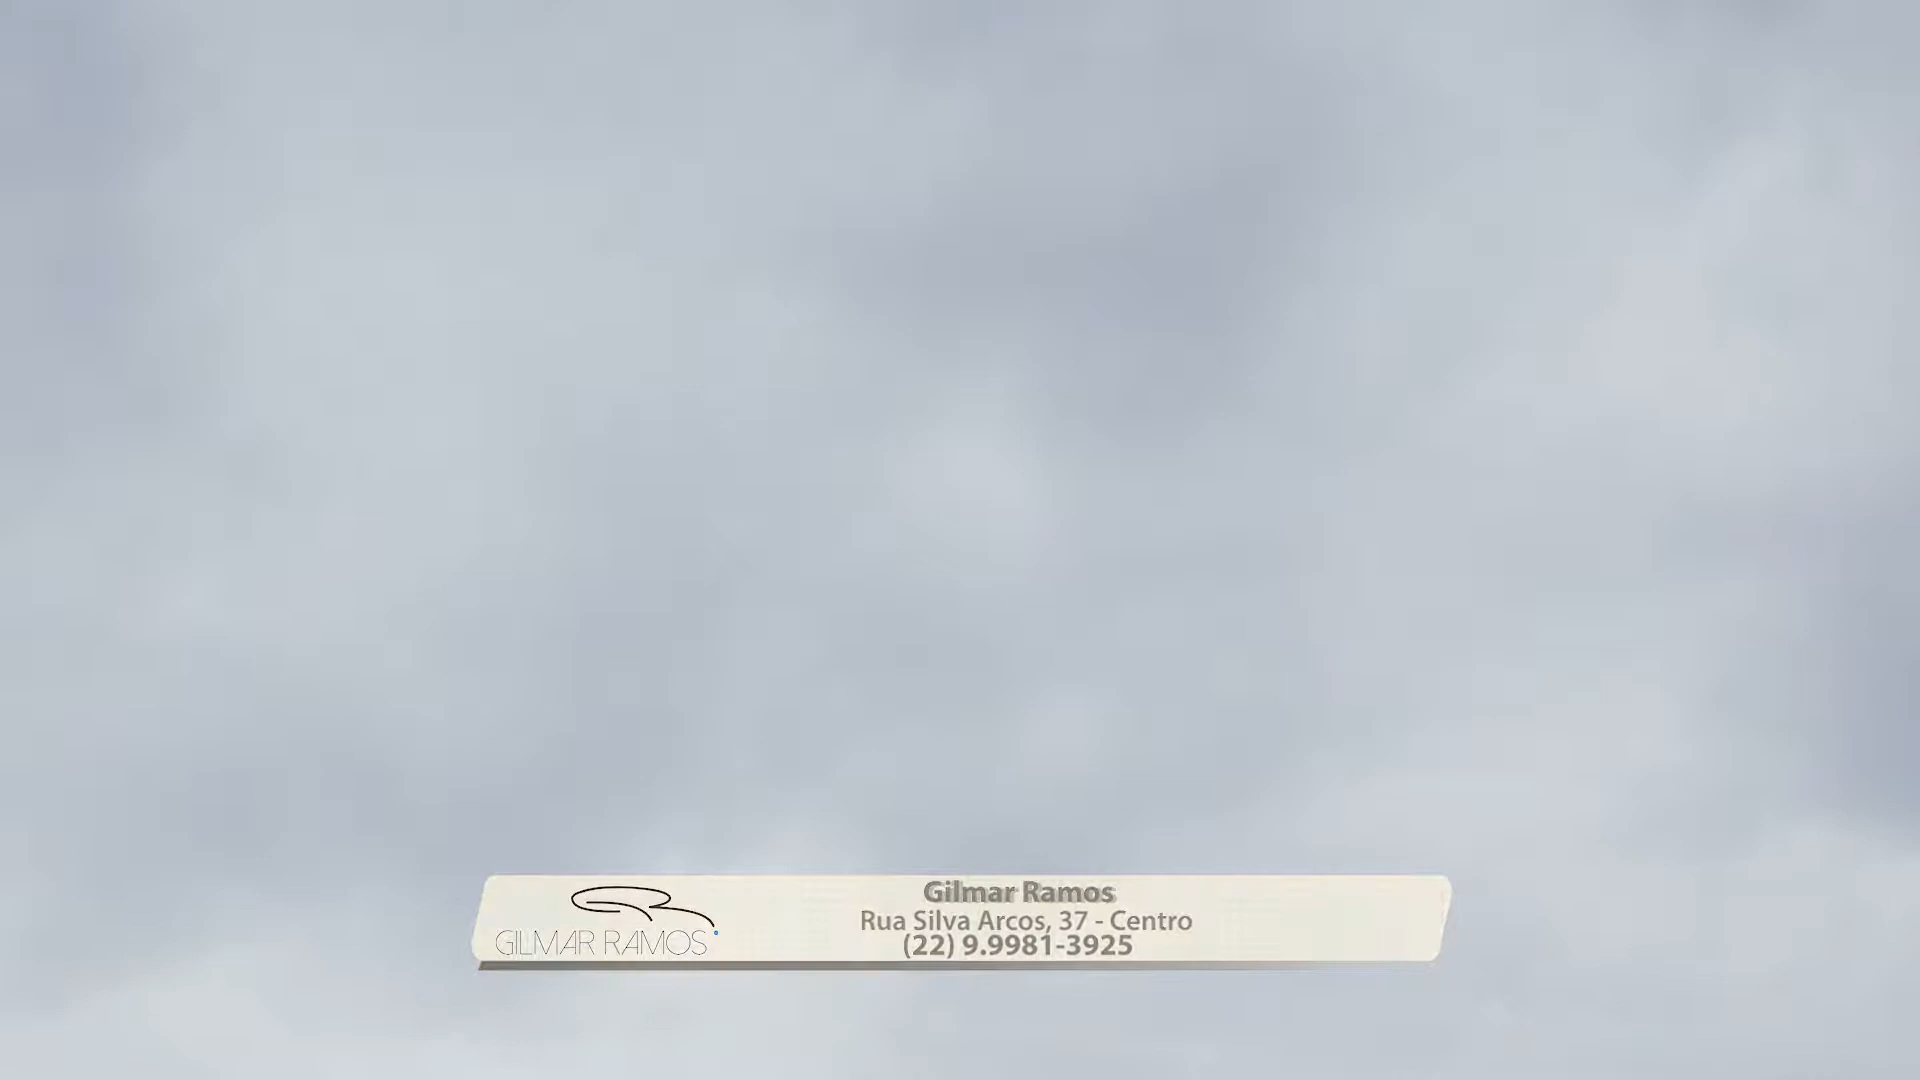 GILMAR RAMOS
Gilmar Ramos
Rua Silva Arcos, 37 - Centro
(22) 9.9981-3925